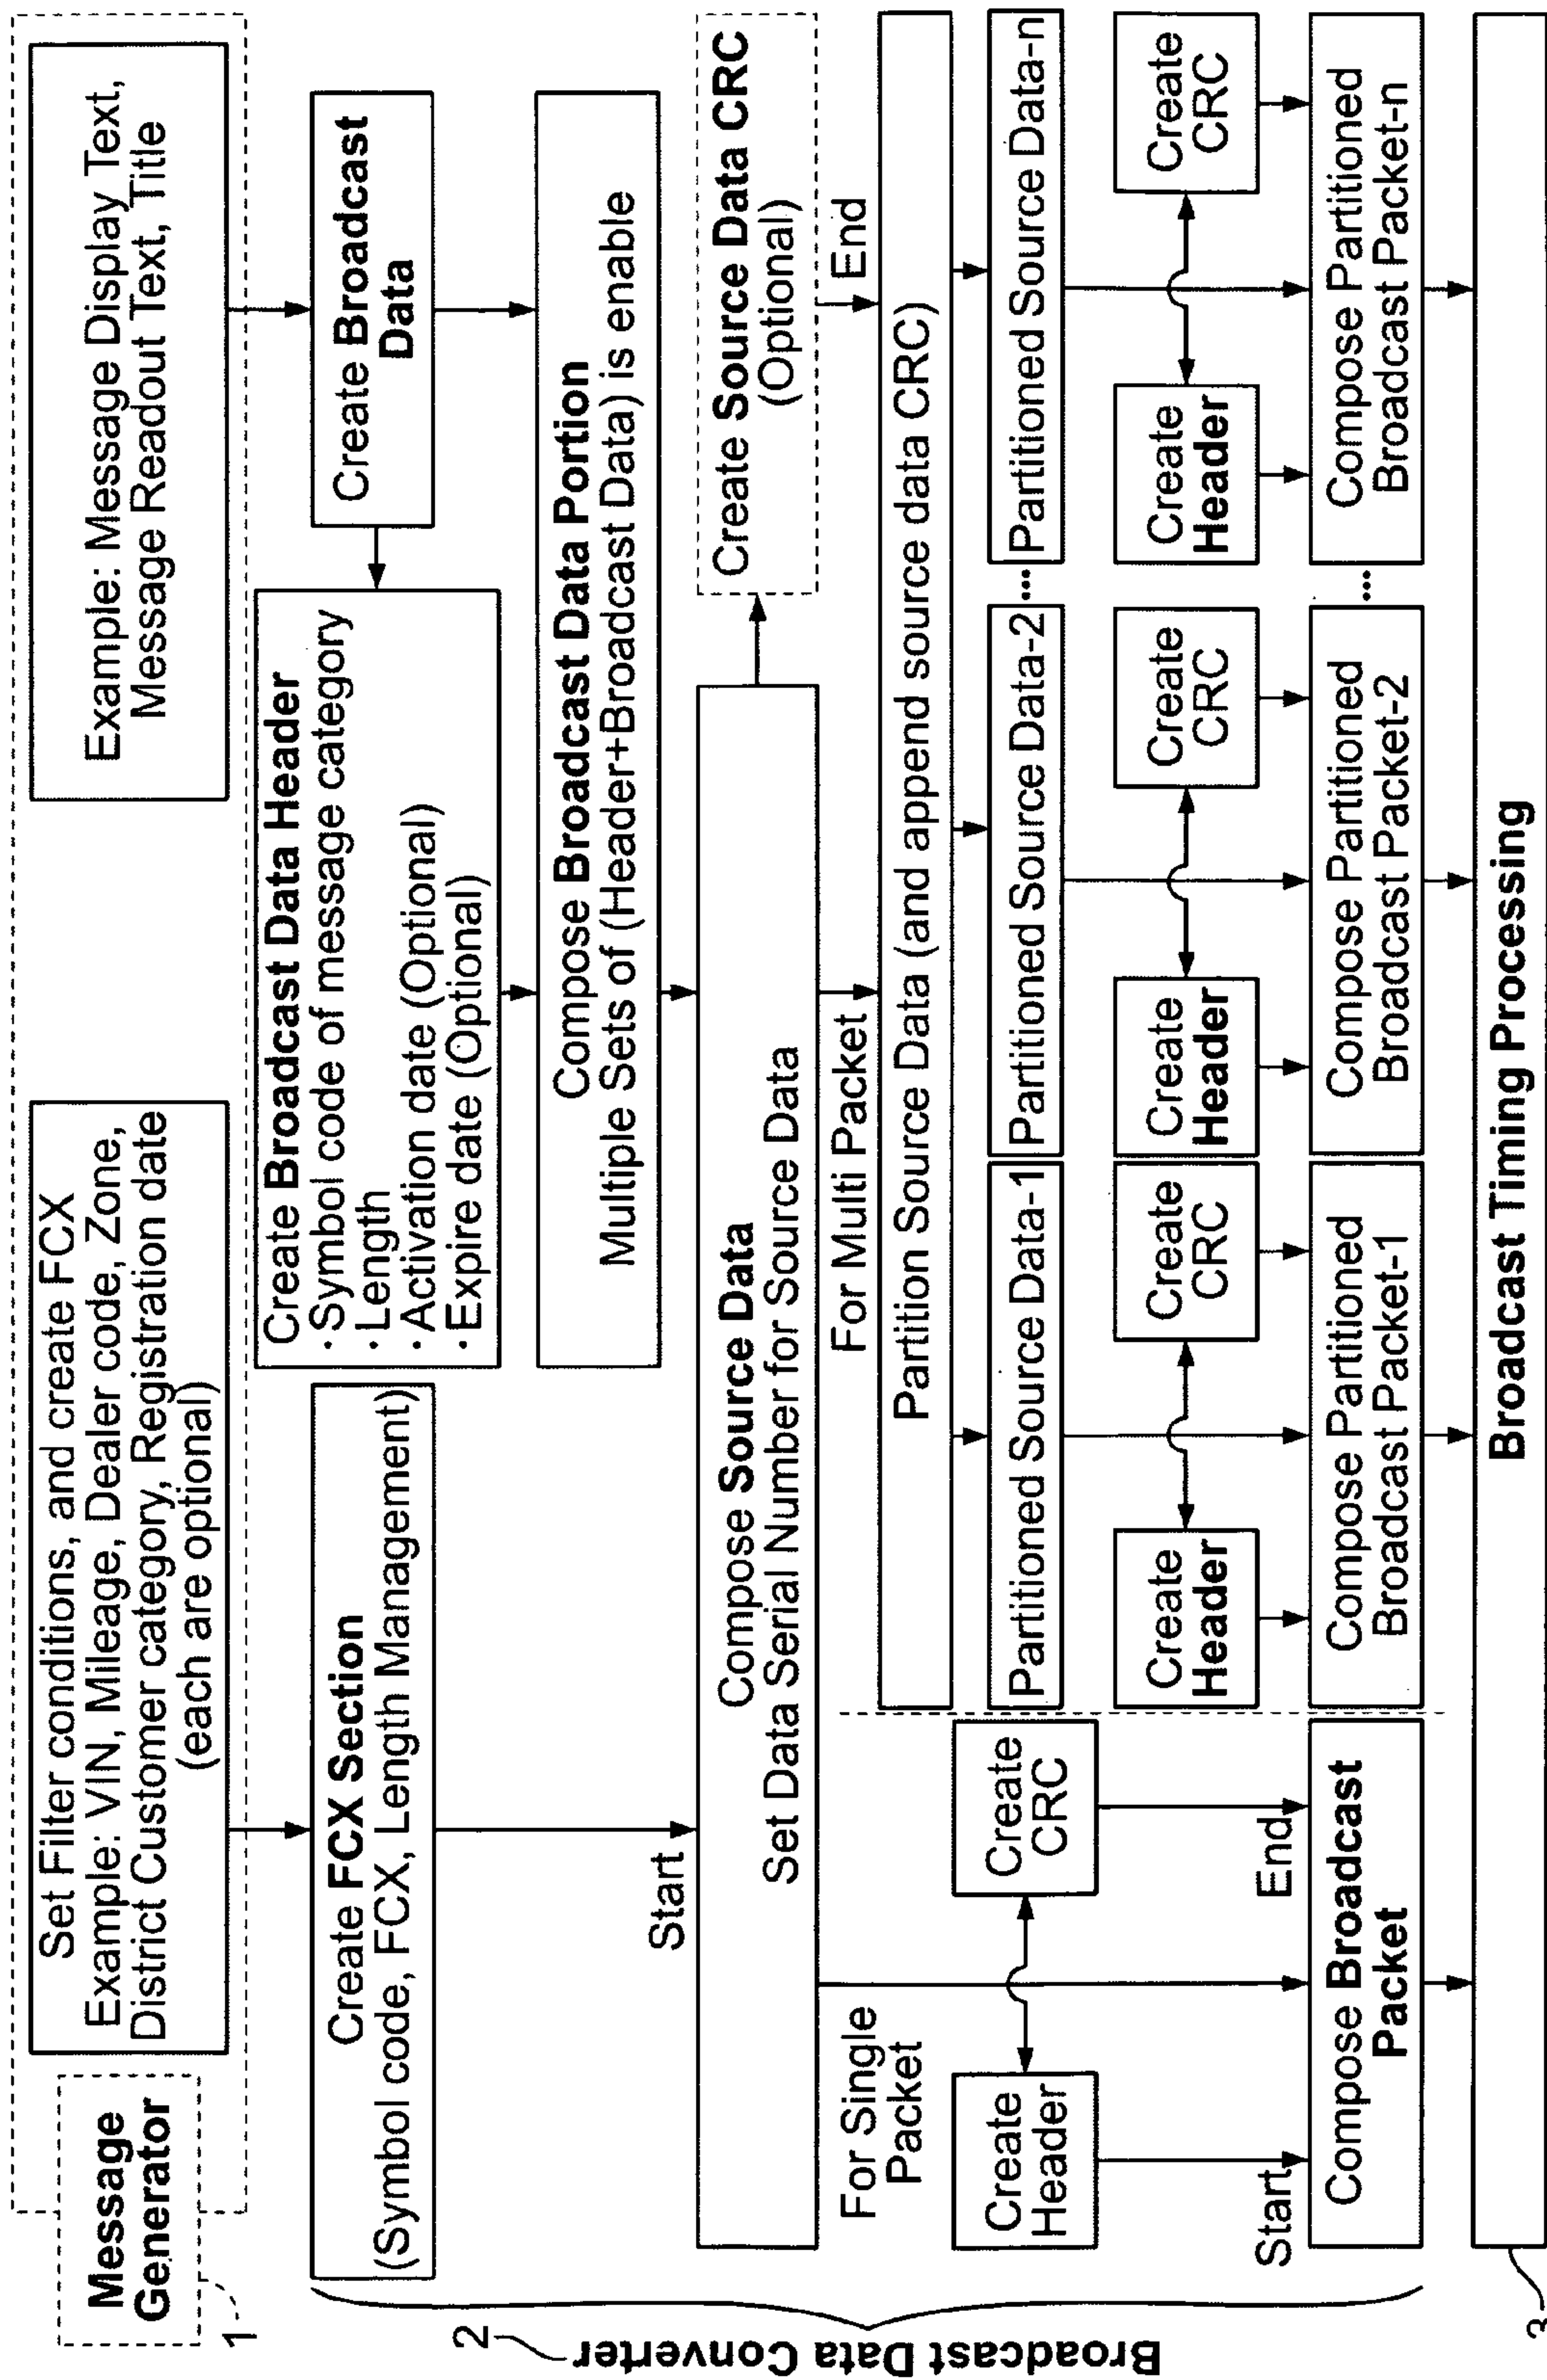 Message
Generator
1
Set Filter conditions, and create FCX
Example: VIN, Mileage, Dealer code, Zone,
District Customer category, Registration date
(each are optional)
Example: Message Display Text,
Message Readout Text, Title
2
Broadcast Data Converter
Create FCX Section
(Symbol code, FCX, Length Management)
Create Broadcast Data Header
· Symbol code of message category
· Length
· Activation date (Optional)
· Expire date (Optional)
Create Broadcast
Data
Compose Broadcast Data Portion
Multiple Sets of (Header+Broadcast Data) is enable
Start
Compose Source Data
Set Data Serial Number for Source Data
Create Source Data CRC
(Optional)
For Single
Packet
For Multi Packet
End
Partition Source Data (and append source data CRC)
Create
Header
Create
CRC
Partitioned Source Data-1
Partitioned Source Data-2
...
Partitioned Source Data-n
Create
Header
Create
CRC
Create
Header
Create
CRC
Create
Header
Create
CRC
Start
End
Compose Broadcast
Packet
Compose Partitioned
Broadcast Packet-1
Compose Partitioned
Broadcast Packet-2
...
Compose Partitioned
Broadcast Packet-n
3
Broadcast Timing Processing